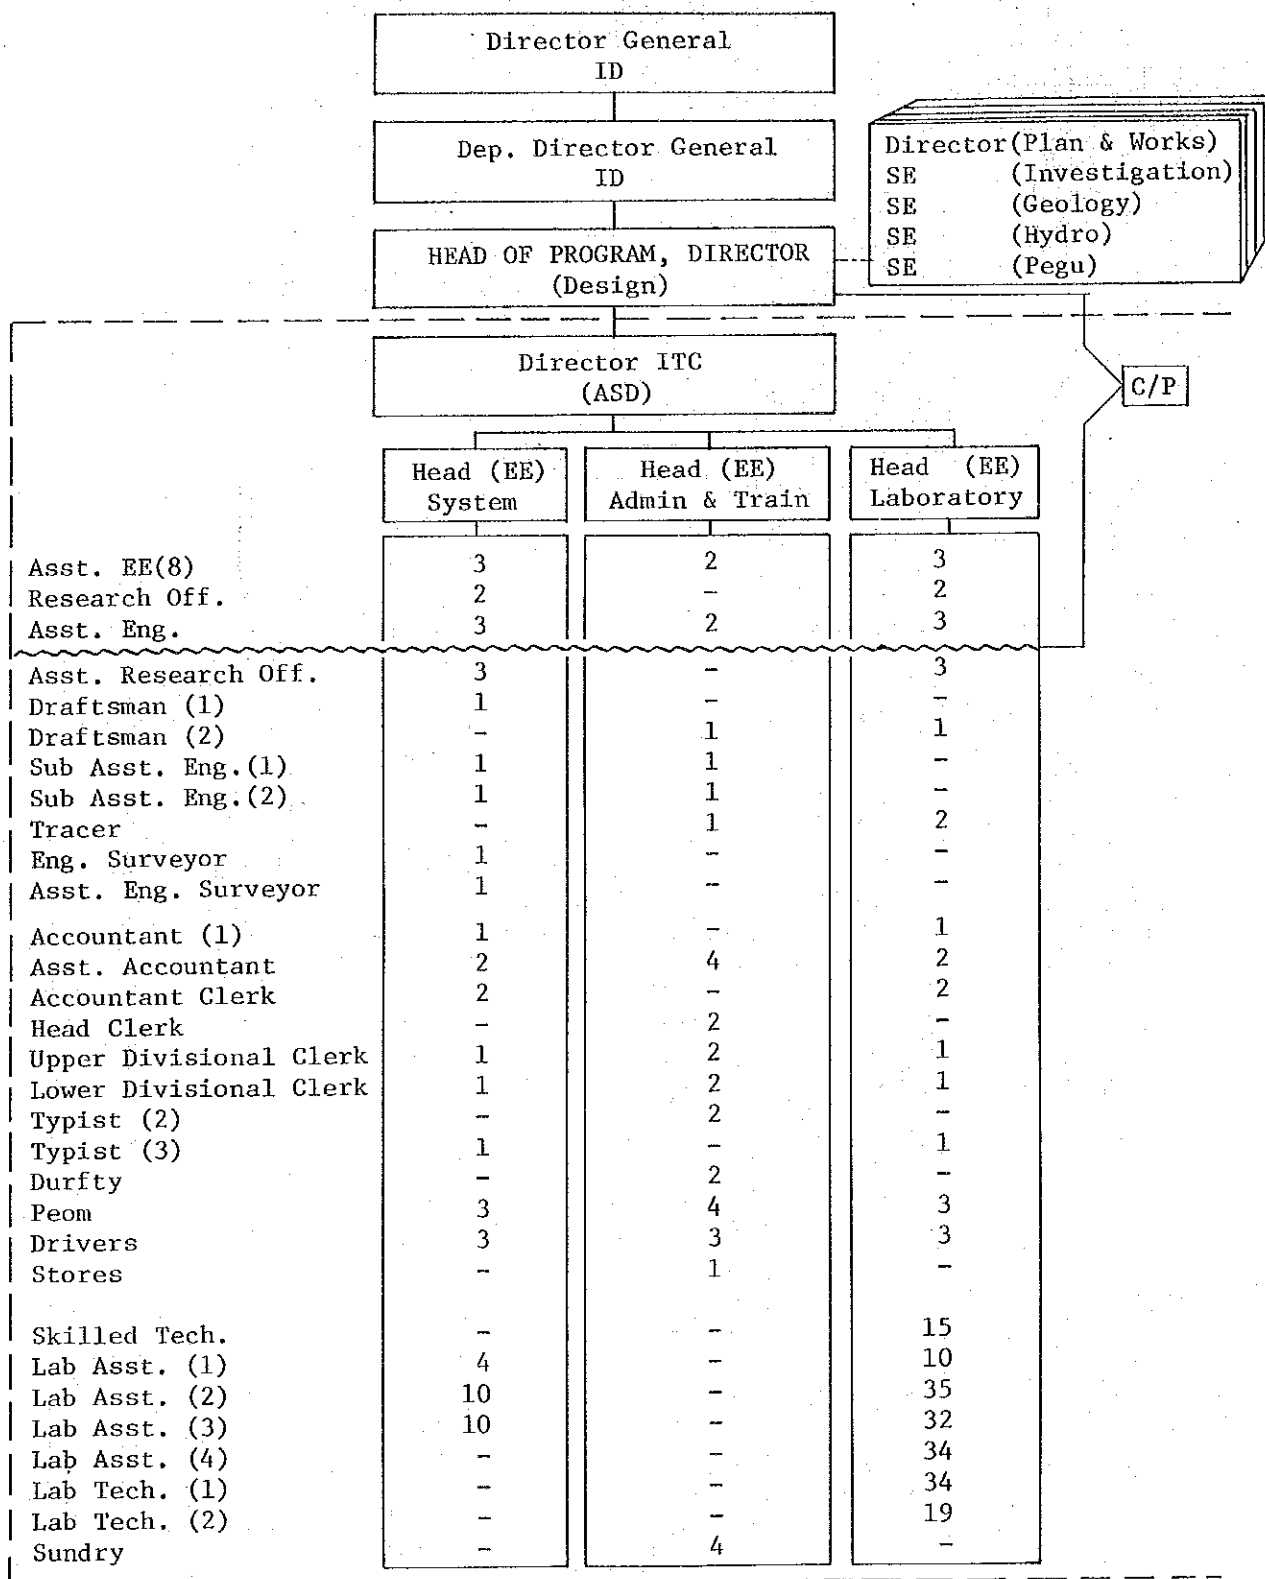 Director General
ID
Dep. Director General
ID
Director(Plan & Works)
SE (Investigation)
SE (Geology)
SE (Hydro)
SE (Pegu)
HEAD OF PROGRAM, DIRECTOR
(Design)
Director ITC
(ASD)
C/P
Head (EE)
System
Head (EE)
Admin & Train
Head (EE)
Laboratory
Asst. EE(8) 3 2 3
Research Off. 2 - 2
Asst. Eng. 3 2 3
Asst. Research Off. 3 - 3
Draftsman (1) 1 - -
Draftsman (2) - 1 1
Sub Asst. Eng.(1) 1 1 -
Sub Asst. Eng.(2) 1 1 -
Tracer - 1 2
Eng. Surveyor 1 - -
Asst. Eng. Surveyor 1 - -
Accountant (1) 1 - 1
Asst. Accountant 2 4 2
Accountant Clerk 2 - 2
Head Clerk - 2 -
Upper Divisional Clerk 1 2 1
Lower Divisional Clerk 1 2 1
Typist (2) - 2 -
Typist (3) 1 - 1
Durfty - 2 -
Peom 3 4 3
Drivers 3 3 3
Stores - 1 -
Skilled Tech. - - 15
Lab Asst. (1) 4 - 10
Lab Asst. (2) 10 - 35
Lab Asst. (3) 10 - 32
Lab Asst. (4) - - 34
Lab Tech. (1) - - 34
Lab Tech. (2) - - 19
Sundry - 4 -